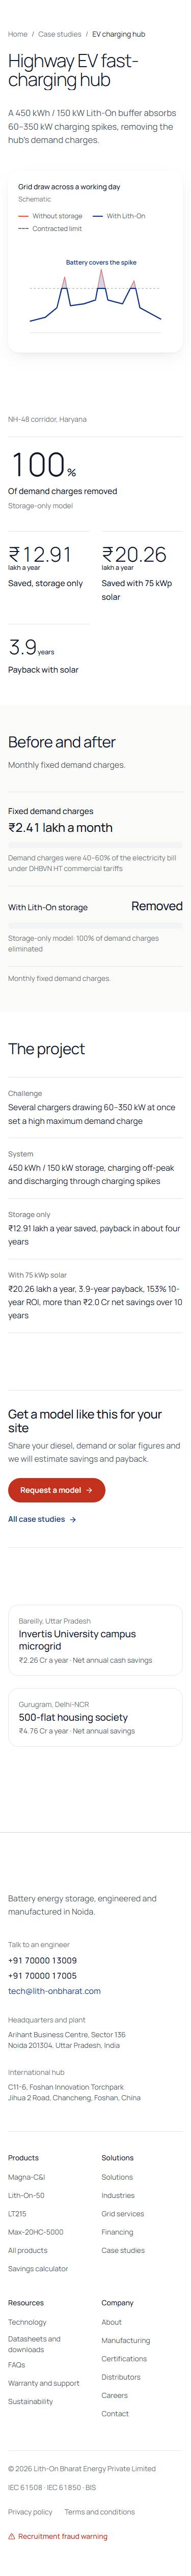 Home / Case studies / EV charging hub
Highway EV fast-
charging hub
A 450 kWh / 150 kW Lith-On buffer absorbs
60–350 kW charging spikes, removing the
hub's demand charges.
Grid draw across a working day
Schematic
Without storage
With Lith-On
Contracted limit
Battery covers the spike
NH-48 corridor, Haryana
100%
Of demand charges removed
Storage-only model
₹12.91
lakh a year
Saved, storage only
₹20.26
lakh a year
Saved with 75 kWp
solar
3.9 years
Payback with solar
Before and after
Monthly fixed demand charges.
Fixed demand charges
₹2.41 lakh a month
Demand charges were 40–60% of the electricity bill
under DHBVN HT commercial tariffs
With Lith-On storage
Removed
Storage-only model: 100% of demand charges
eliminated
Monthly fixed demand charges.
The project
Challenge
Several chargers drawing 60–350 kW at once
set a high maximum demand charge
System
450 kWh / 150 kW storage, charging off-peak
and discharging through charging spikes
Storage only
₹12.91 lakh a year saved, payback in about four
years
With 75 kWp solar
₹20.26 lakh a year, 3.9-year payback, 153% 10-
year ROI, more than ₹2.0 Cr net savings over 10
years
Get a model like this for your
site
Share your diesel, demand or solar figures and
we will estimate savings and payback.
Request a model →
All case studies →
Bareilly, Uttar Pradesh
Invertis University campus
microgrid
₹2.26 Cr a year · Net annual cash savings
Gurugram, Delhi-NCR
500-flat housing society
₹4.76 Cr a year · Net annual savings
Battery energy storage, engineered and
manufactured in Noida.
Talk to an engineer
+91 70000 13009
+91 70000 17005
tech@lith-onbharat.com
Headquarters and plant
Arihant Business Centre, Sector 136
Noida 201304, Uttar Pradesh, India
International hub
C11-6, Foshan Innovation Torchpark
Jihua 2 Road, Chancheng, Foshan, China
Products
Magna-C&I
Lith-On-50
LT215
Max-20HC-5000
All products
Savings calculator
Solutions
Solutions
Industries
Grid services
Financing
Case studies
Resources
Technology
Datasheets and
downloads
FAQs
Warranty and support
Sustainability
Company
About
Manufacturing
Certifications
Distributors
Careers
Contact
© 2026 Lith-On Bharat Energy Private Limited
IEC 61508 · IEC 61850 · BIS
Privacy policy
Terms and conditions
Recruitment fraud warning